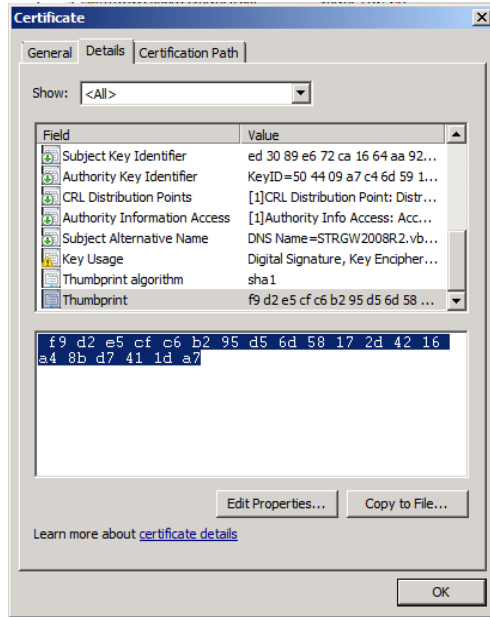 Certificate
General Details Certification Path
Show: <All>
Field Value
Subject Key Identifier ed 30 89 e6 72 ca 16 64 aa 92...
Authority Key Identifier KeyID=50 44 09 a7 c4 6d 59 1...
CRL Distribution Points [1]CRL Distribution Point: Distr...
Authority Information Access [1]Authority Info Access: Acc...
Subject Alternative Name DNS Name=STRGW2008R2.vb...
Key Usage Digital Signature, Key Encipher...
Thumbprint algorithm sha1
Thumbprint f9 d2 e5 cf c6 b2 95 d5 6d 58 ...
f9 d2 e5 cf c6 b2 95 d5 6d 58 17 2d 42 16
a4 8b d7 41 1d a7
Edit Properties... Copy to File...
Learn more about certificate details
OK